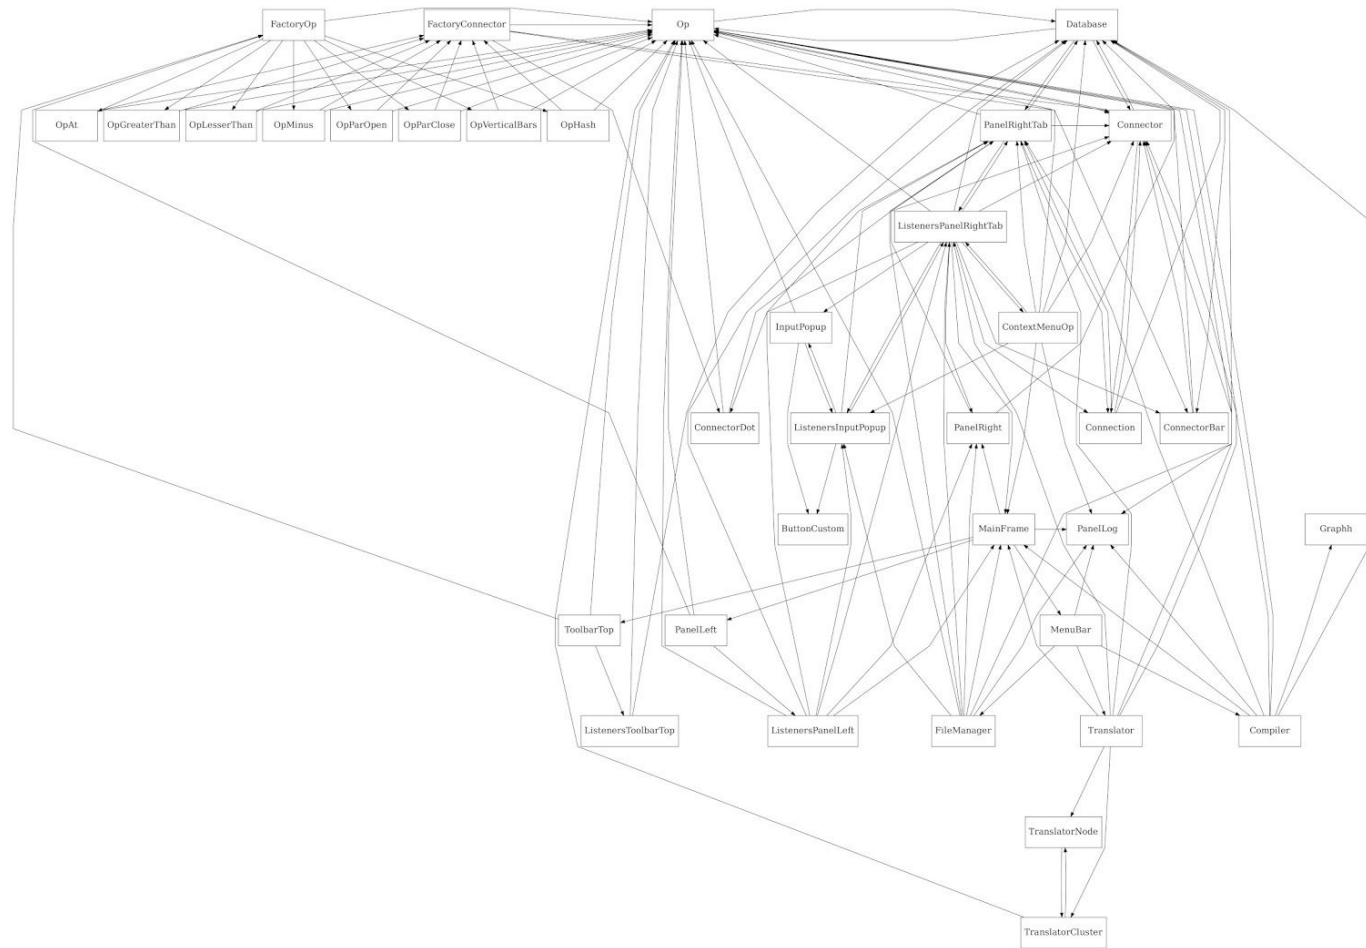 FactoryOp
FactoryConnector
Op
Database
OpAt
OpGreaterThan
OpLesserThan
OpMinus
OpParOpen
OpParClose
OpVerticalBars
OpHash
PanelRightTab
Connector
ListenersPanelRightTab
InputPopup
ContextMenuOp
ConnectorDot
ListenersInputPopup
PanelRight
Connection
ConnectorBar
ButtonCustom
MainFrame
PanelLog
Graphh
ToolbarTop
PanelLeft
MenuBar
ListenersToolbarTop
ListenersPanelLeft
FileManager
Translator
Compiler
TranslatorNode
TranslatorCluster